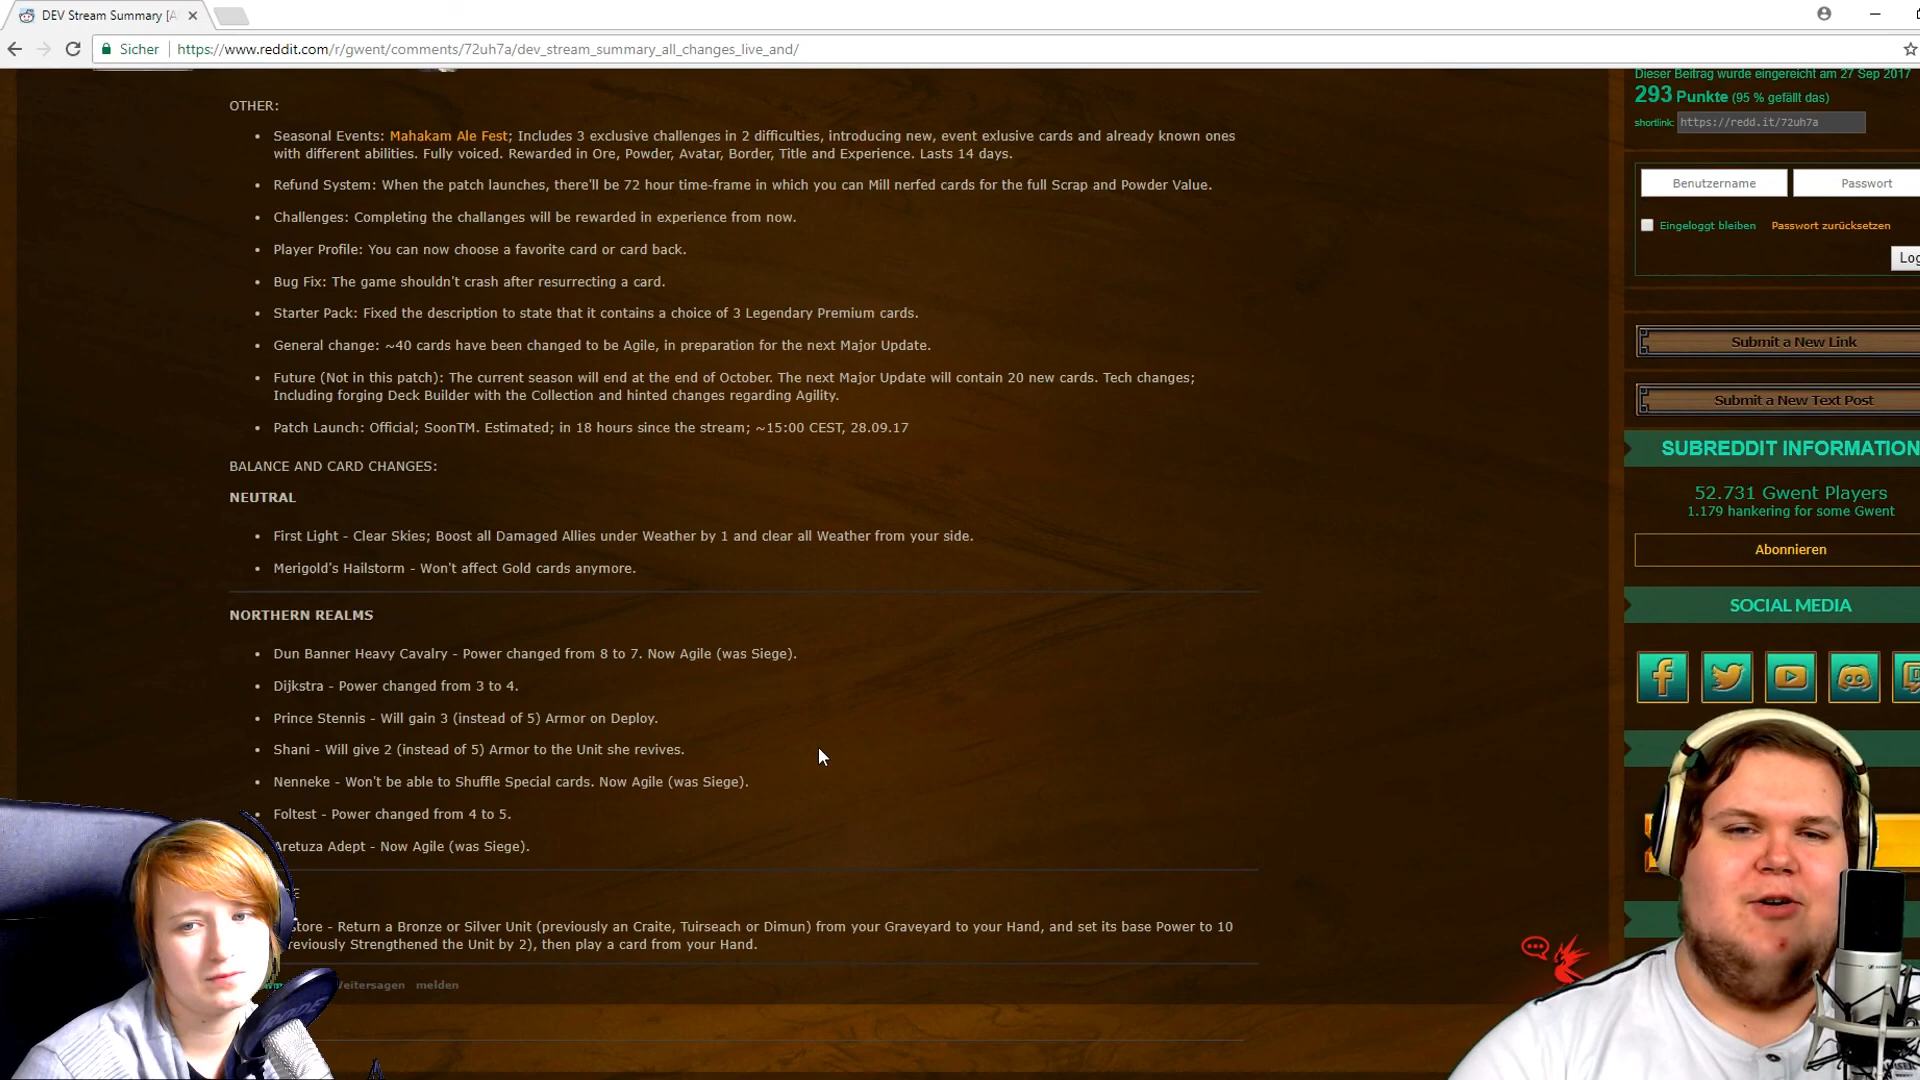 DEV Stream Summary [A
Sicher
https://www.reddit.com/r/gwent/comments/72uh7a/dev_stream_summary_all_changes_live_and/
OTHER:
Seasonal Events: Mahakam Ale Fest; Includes 3 exclusive challenges in 2 difficulties, introducing new, event exlusive cards and already known ones
with different abilities. Fully voiced. Rewarded in Ore, Powder, Avatar, Border, Title and Experience. Lasts 14 days.
Refund System: When the patch launches, there'll be 72 hour time-frame in which you can Mill nerfed cards for the full Scrap and Powder Value.
Challenges: Completing the challanges will be rewarded in experience from now.
Player Profile: You can now choose a favorite card or card back.
Bug Fix: The game shouldn't crash after resurrecting a card.
Starter Pack: Fixed the description to state that it contains a choice of 3 Legendary Premium cards.
General change: ~40 cards have been changed to be Agile, in preparation for the next Major Update.
Future (Not in this patch): The current season will end at the end of October. The next Major Update will contain 20 new cards. Tech changes;
Including forging Deck Builder with the Collection and hinted changes regarding Agility.
Patch Launch: Official; SoonTM. Estimated; in 18 hours since the stream; ~15:00 CEST, 28.09.17
BALANCE AND CARD CHANGES:
NEUTRAL
First Light - Clear Skies; Boost all Damaged Allies under Weather by 1 and clear all Weather from your side.
Merigold's Hailstorm - Won't affect Gold cards anymore.
NORTHERN REALMS
Dun Banner Heavy Cavalry - Power changed from 8 to 7. Now Agile (was Siege).
Dijkstra - Power changed from 3 to 4.
Prince Stennis - Will gain 3 (instead of 5) Armor on Deploy.
Shani - Will give 2 (instead of 5) Armor to the Unit she revives.
Nenneke - Won't be able to Shuffle Special cards. Now Agile (was Siege).
Foltest - Power changed from 4 to 5.
Aretuza Adept - Now Agile (was Siege).
store - Return a Bronze or Silver Unit (previously an Craite, Tuirseach or Dimun) from your Graveyard to your Hand, and set its base Power to 10
reviously Strengthened the Unit by 2), then play a card from your Hand.
Weitersagen melden
Dieser Beitrag wurde eingereicht am 27 Sep 2017
293 Punkte (95 % gefällt das)
shortlink: https://redd.it/72uh7a
Benutzername Passwort
Eingeloggt bleiben Passwort zurücksetzen
Log
Submit a New Link
Submit a New Text Post
SUBREDDIT INFORMATION
52.731 Gwent Players
1.179 hankering for some Gwent
Abonnieren
SOCIAL MEDIA